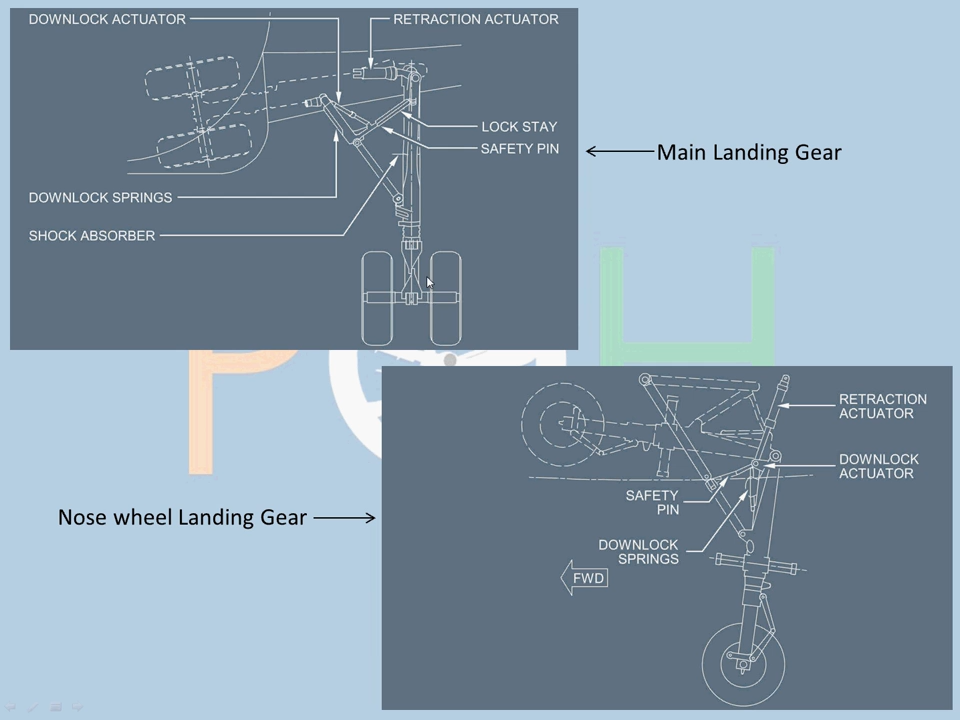 DOWNLOCK ACTUATOR
RETRACTION ACTUATOR
LOCK STAY
SAFETY PIN
Main Landing Gear
DOWNLOCK SPRINGS
SHOCK ABSORBER
P H
RETRACTION
ACTUATOR
DOWNLOCK
ACTUATOR
SAFETY
PIN
Nose wheel Landing Gear
DOWNLOCK
SPRINGS
FWD